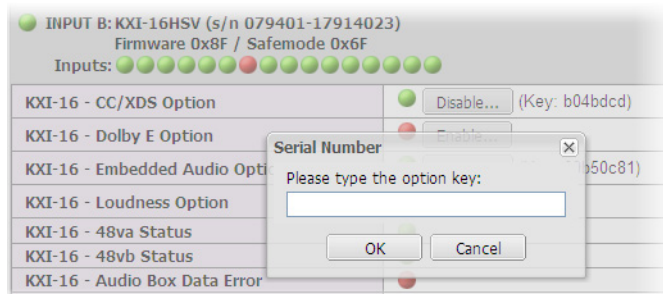 INPUT B: KXI-16HSV (s/n 079401-17914023)
Firmware 0x8F / Safemode 0x6F
Inputs:
KXI-16 - CC/XDS Option
Disable... (Key: b04bdcd)
KXI-16 - Dolby E Option
Enable...
KXI-16 - Embedded Audio Opti
b50c81)
KXI-16 - Loudness Option
KXI-16 - 48va Status
KXI-16 - 48vb Status
KXI-16 - Audio Box Data Error
Serial Number
Please type the option key:
OK
Cancel